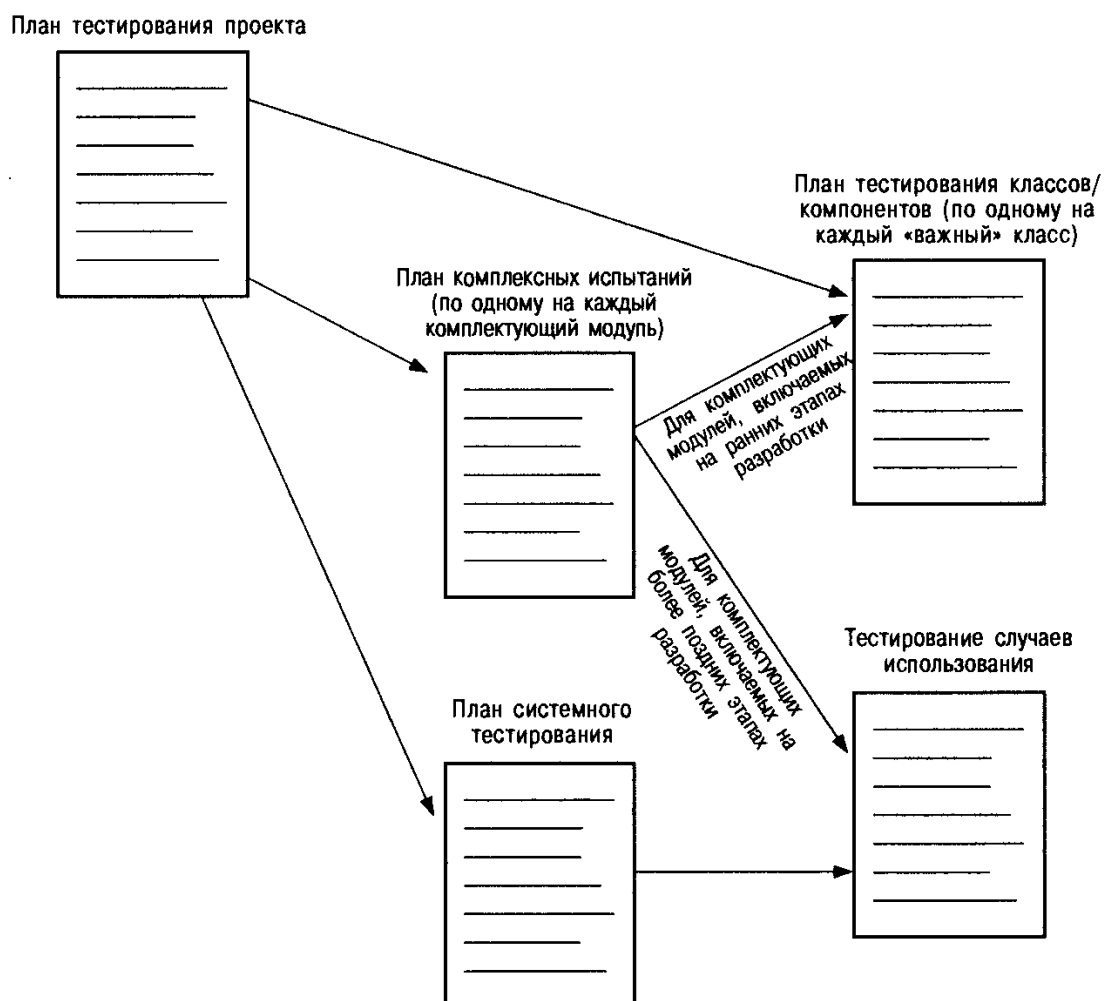 План тестирования проекта
План тестирования классов/
компонентов (по одному на
каждый «важный» класс)
План комплексных испытаний
(по одному на каждый
комплектующий модуль)
Для комплектующих
модулей, включаемых
на ранних этапах
разработки
Для комплектующих
модулей, включаемых на
более поздних этапах
разработки
Тестирование случаев
использования
План системного
тестирования